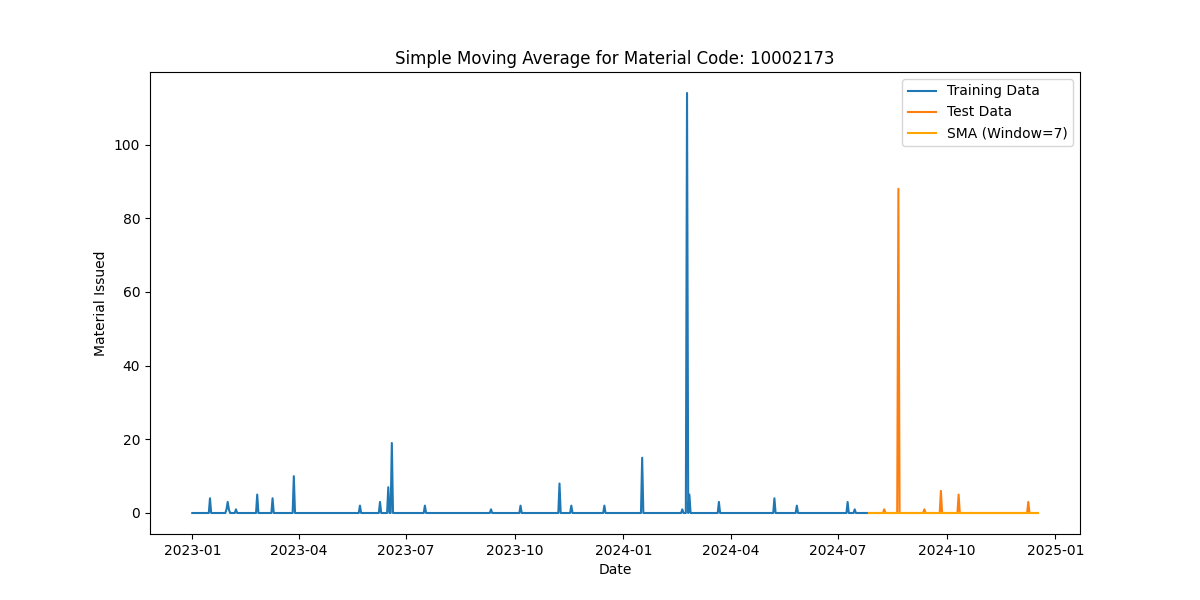 Simple Moving Average for Material Code: 10002173
Training Data
Test Data
SMA (Window=7)
Material Issued
100
80
60
40
20
0
2023-01
2023-04
2023-07
2023-10
2024-01
2024-04
2024-07
2024-10
2025-01
Date